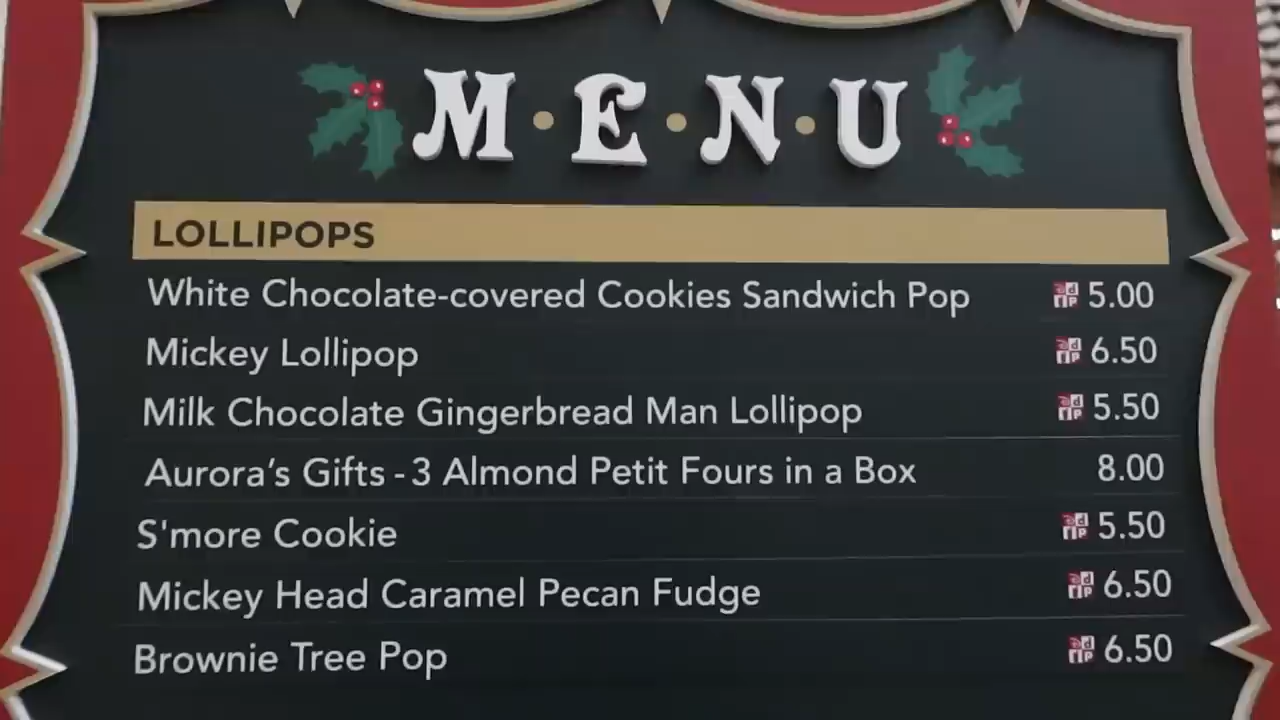 M·E·N·U
LOLLIPOPS
White Chocolate-covered Cookies Sandwich Pop 5.00
Mickey Lollipop 6.50
Milk Chocolate Gingerbread Man Lollipop 5.50
Aurora’s Gifts - 3 Almond Petit Fours in a Box 8.00
S'more Cookie 5.50
Mickey Head Caramel Pecan Fudge 6.50
Brownie Tree Pop 6.50